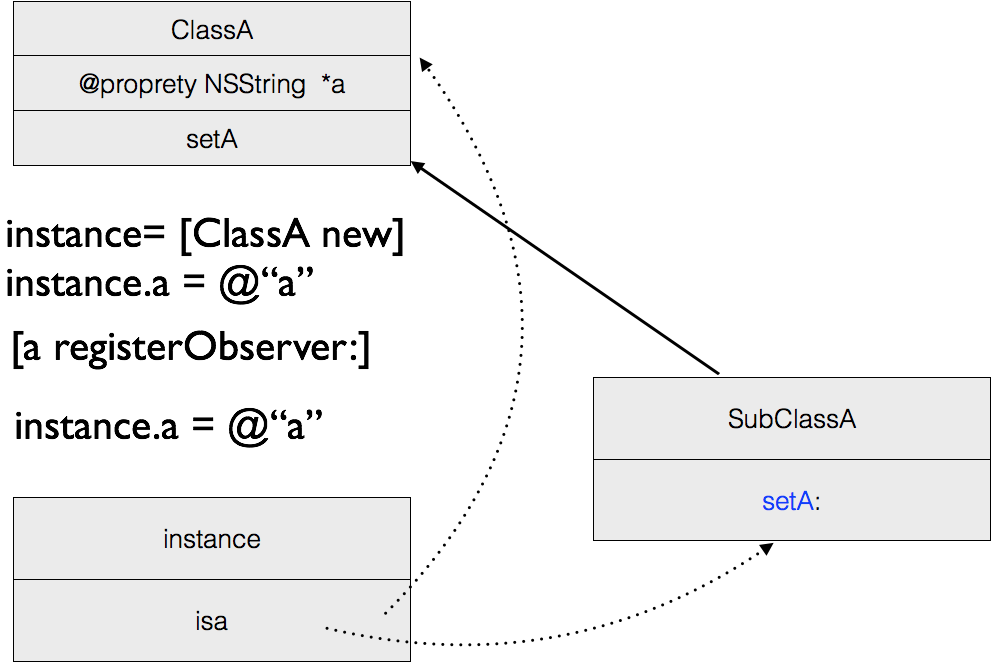 ClassA
@proprety NSString  *a
setA
instance= [ClassA new]
instance.a = @“a”
[a registerObserver:]
instance.a = @“a”
SubClassA
setA:
instance
isa